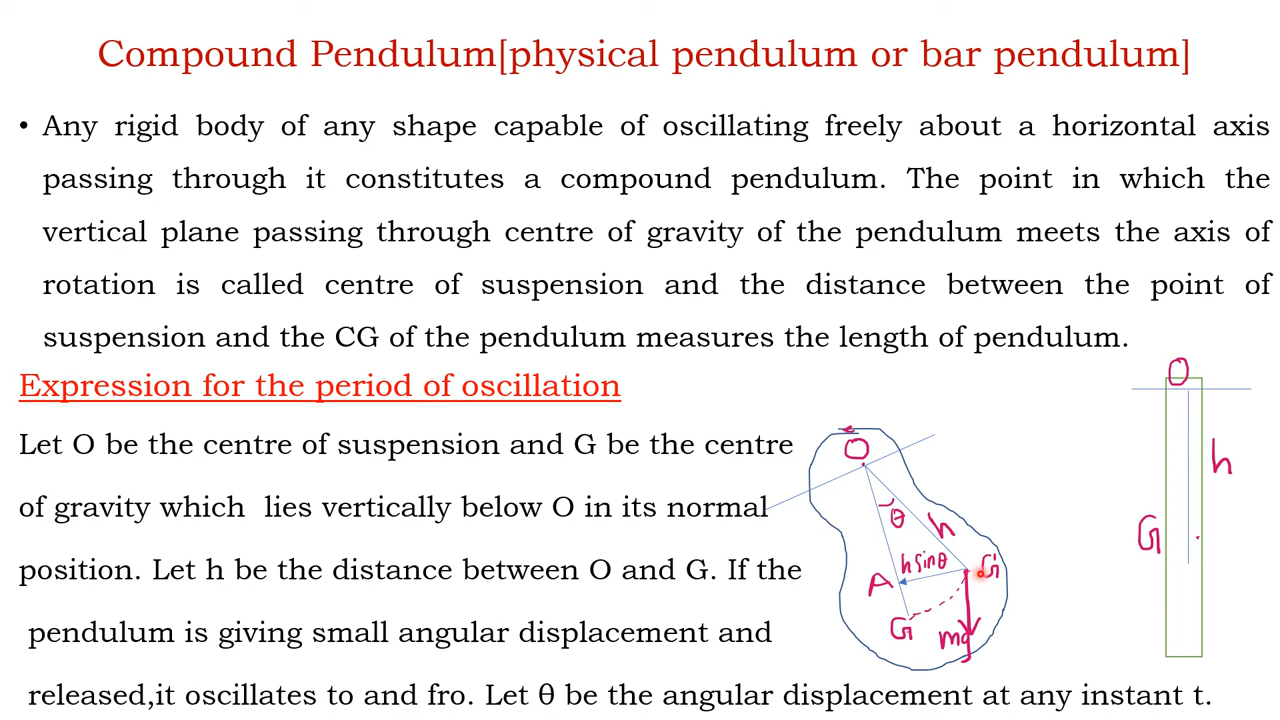 Compound Pendulum[physical pendulum or bar pendulum]
• Any rigid body of any shape capable of oscillating freely about a horizontal axis
passing through it constitutes a compound pendulum. The point in which the
vertical plane passing through centre of gravity of the pendulum meets the axis of
rotation is called centre of suspension and the distance between the point of
suspension and the CG of the pendulum measures the length of pendulum.
Expression for the period of oscillation
Let O be the centre of suspension and G be the centre
of gravity which lies vertically below O in its normal
position. Let h be the distance between O and G. If the
pendulum is giving small angular displacement and
released,it oscillates to and fro. Let θ be the angular displacement at any instant t.
O
θ
h
h sinθ
A
G'
G
mg
O
h
G